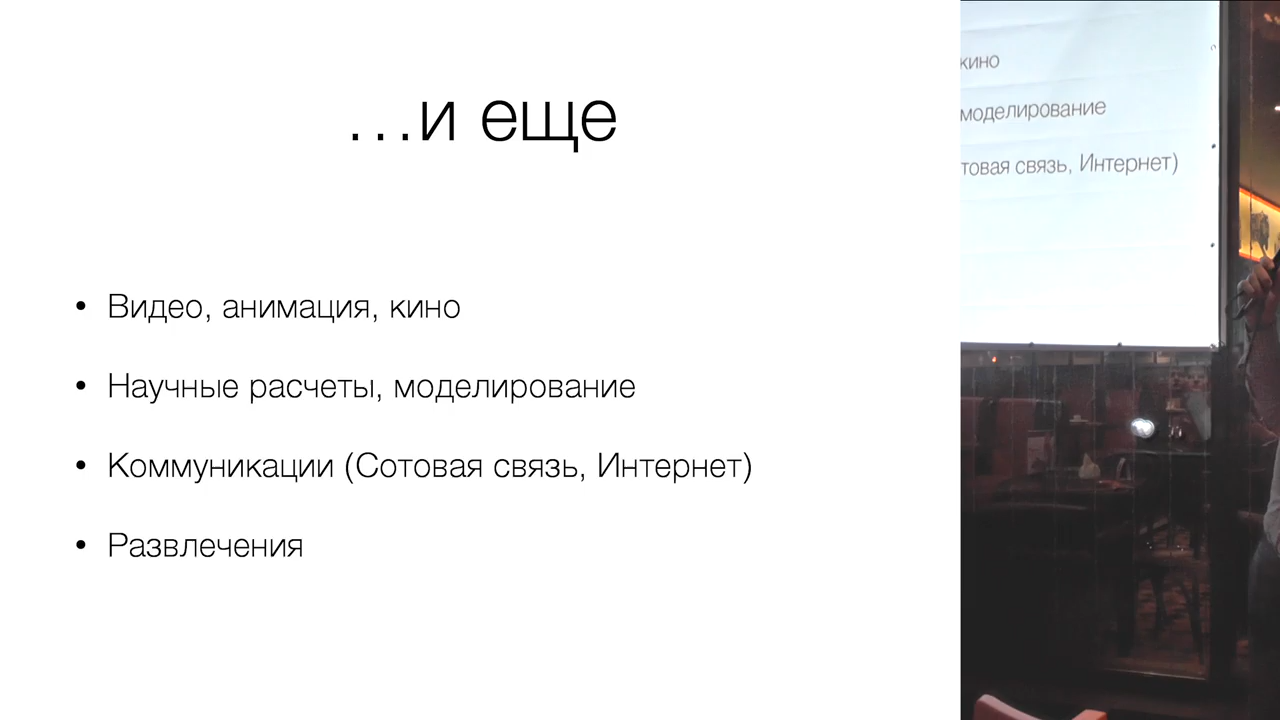 …и еще
• Видео, анимация, кино
• Научные расчеты, моделирование
• Коммуникации (Сотовая связь, Интернет)
• Развлечения
кино
моделирование
товая связь, Интернет)